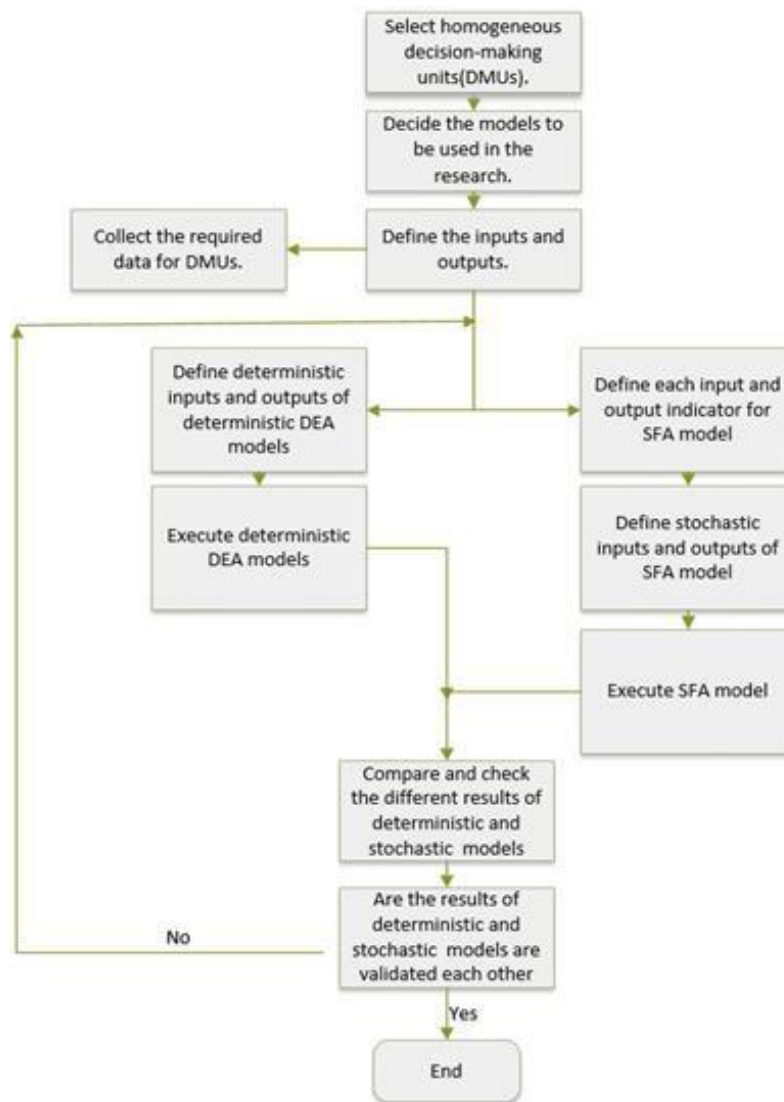 Select homogeneous
decision-making
units(DMUs).
Decide the models to
be used in the
research.
Collect the required
data for DMUs.
Define the inputs and
outputs.
Define deterministic
inputs and outputs of
deterministic DEA
models
Define each input and
output indicator for
SFA model
Execute deterministic
DEA models
Define stochastic
inputs and outputs of
SFA model
Execute SFA model
Compare and check
the different results of
deterministic and
stochastic models
Are the results of
deterministic and
stochastic models are
validated each other
No
Yes
End